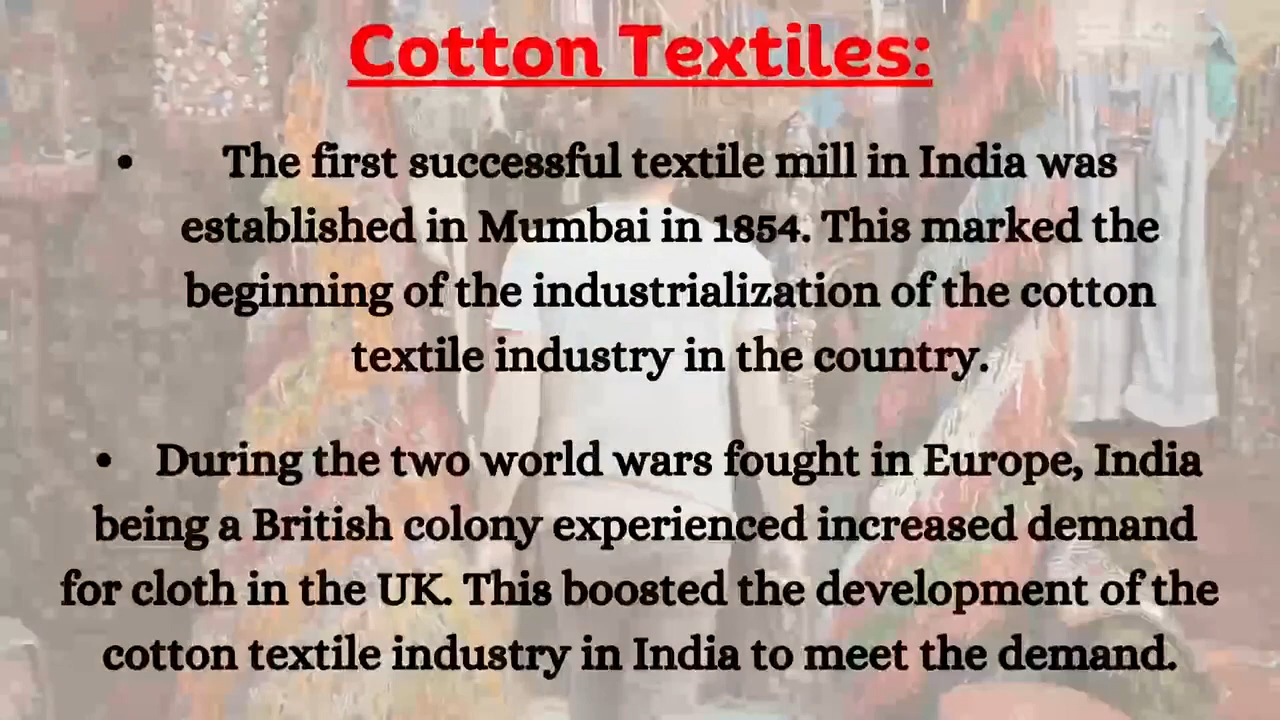 Cotton Textiles:
• The first successful textile mill in India was
established in Mumbai in 1854. This marked the
beginning of the industrialization of the cotton
textile industry in the country.
• During the two world wars fought in Europe, India
being a British colony experienced increased demand
for cloth in the UK. This boosted the development of the
cotton textile industry in India to meet the demand.